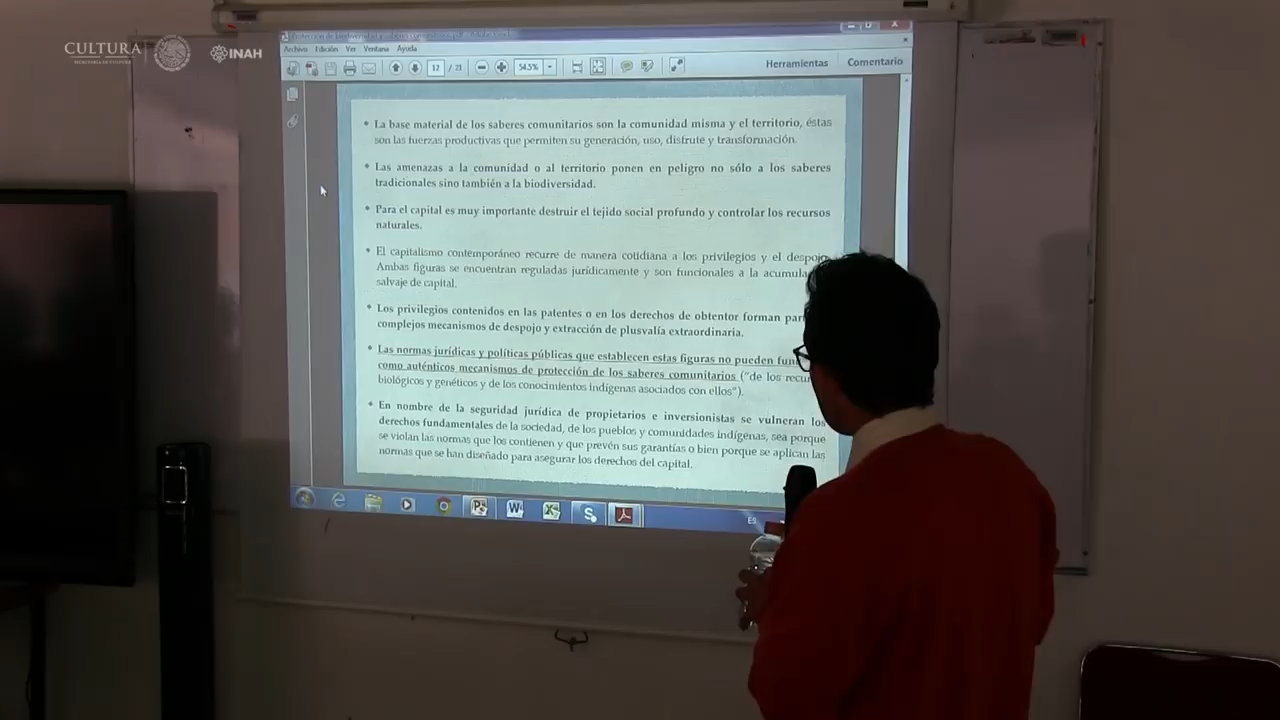 CULTURA
INAH
Archivo Edición Ver Ventana Ayuda
12 / 21 54.5% Herramientas Comentario
• La base material de los saberes comunitarios son la comunidad misma y el territorio, éstas
son las fuerzas productivas que permiten su generación, uso, disfrute y transformación.
• Las amenazas a la comunidad o al territorio ponen en peligro no sólo a los saberes
tradicionales sino también a la biodiversidad.
• Para el capital es muy importante destruir el tejido social profundo y controlar los recursos
naturales.
• El capitalismo contemporáneo recurre de manera cotidiana a los privilegios y el despojo
Ambas figuras se encuentran reguladas jurídicamente y son funcionales a la
salvaje de capital.
• Los privilegios contenidos en las patentes o en los derechos de obtentor forman
complejos mecanismos de despojo y extracción de plusvalía extraordinaria.
• Las normas jurídicas y políticas públicas que establecen estas figuras no pueden
como auténticos mecanismos de protección de los saberes comunitarios ("de los
biológicos y genéticos y de los conocimientos indígenas asociados con ellos").
• En nombre de la seguridad jurídica de propietarios e inversionistas se vulneran los
derechos fundamentales de la sociedad, de los pueblos y comunidades indígenas, sea porque
se violan las normas que los contienen y que prevén sus garantías o bien porque se aplican las
normas que se han diseñado para asegurar los derechos del capital.
ES